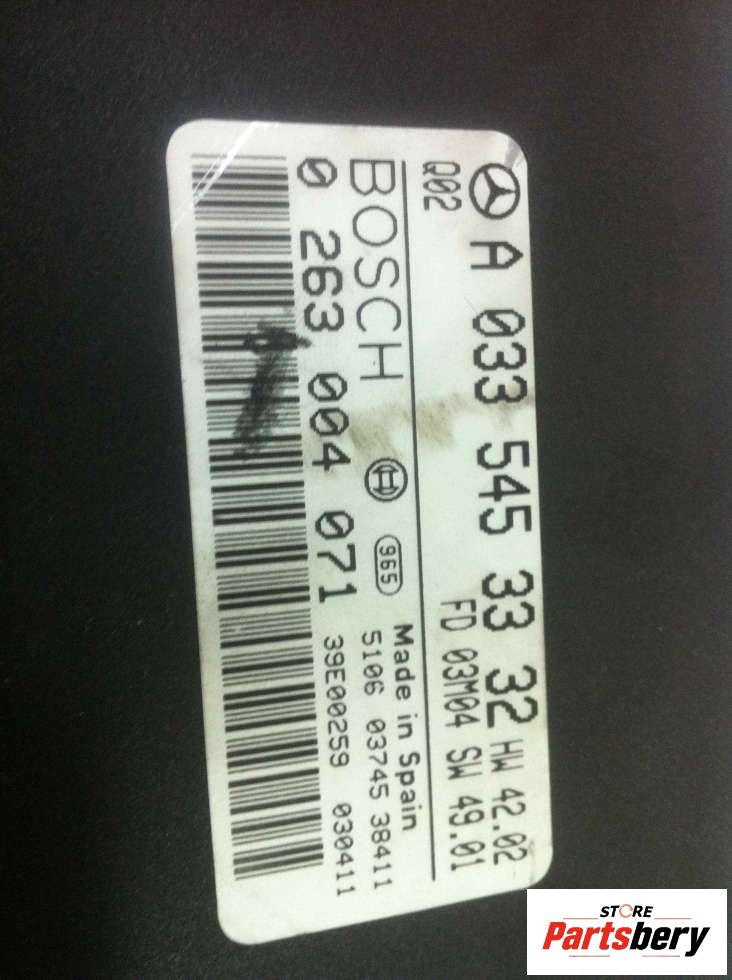 A 033 545 33 32 HW 42.02
Q02 FD 03M04 SW 49.01
BOSCH 965 Made in Spain
5106 03745 38411
0 263 004 071 39E00259 030411
STORE
Partsbery